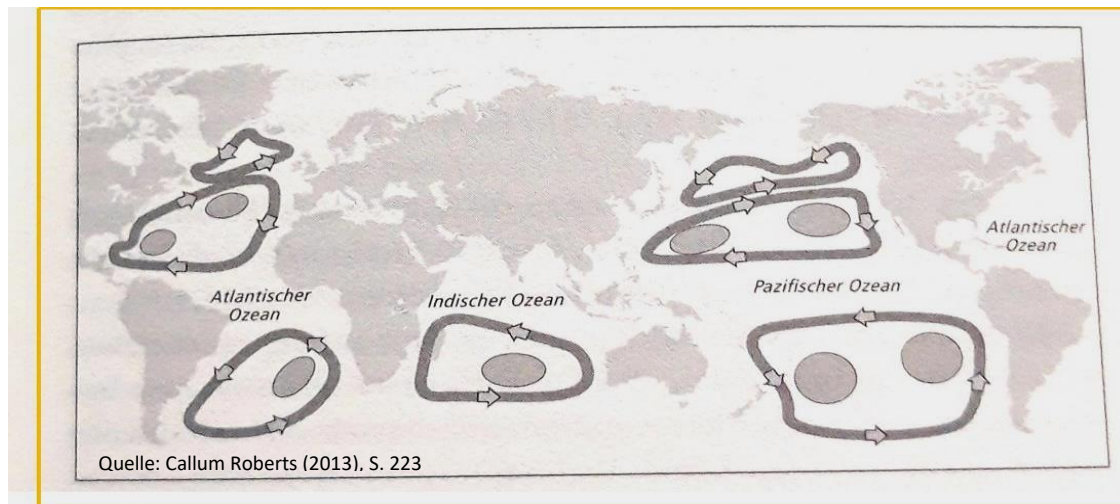 Atlantischer
Ozean
Atlantischer
Ozean
Indischer Ozean
Pazifischer Ozean
Quelle: Callum Roberts (2013), S. 223